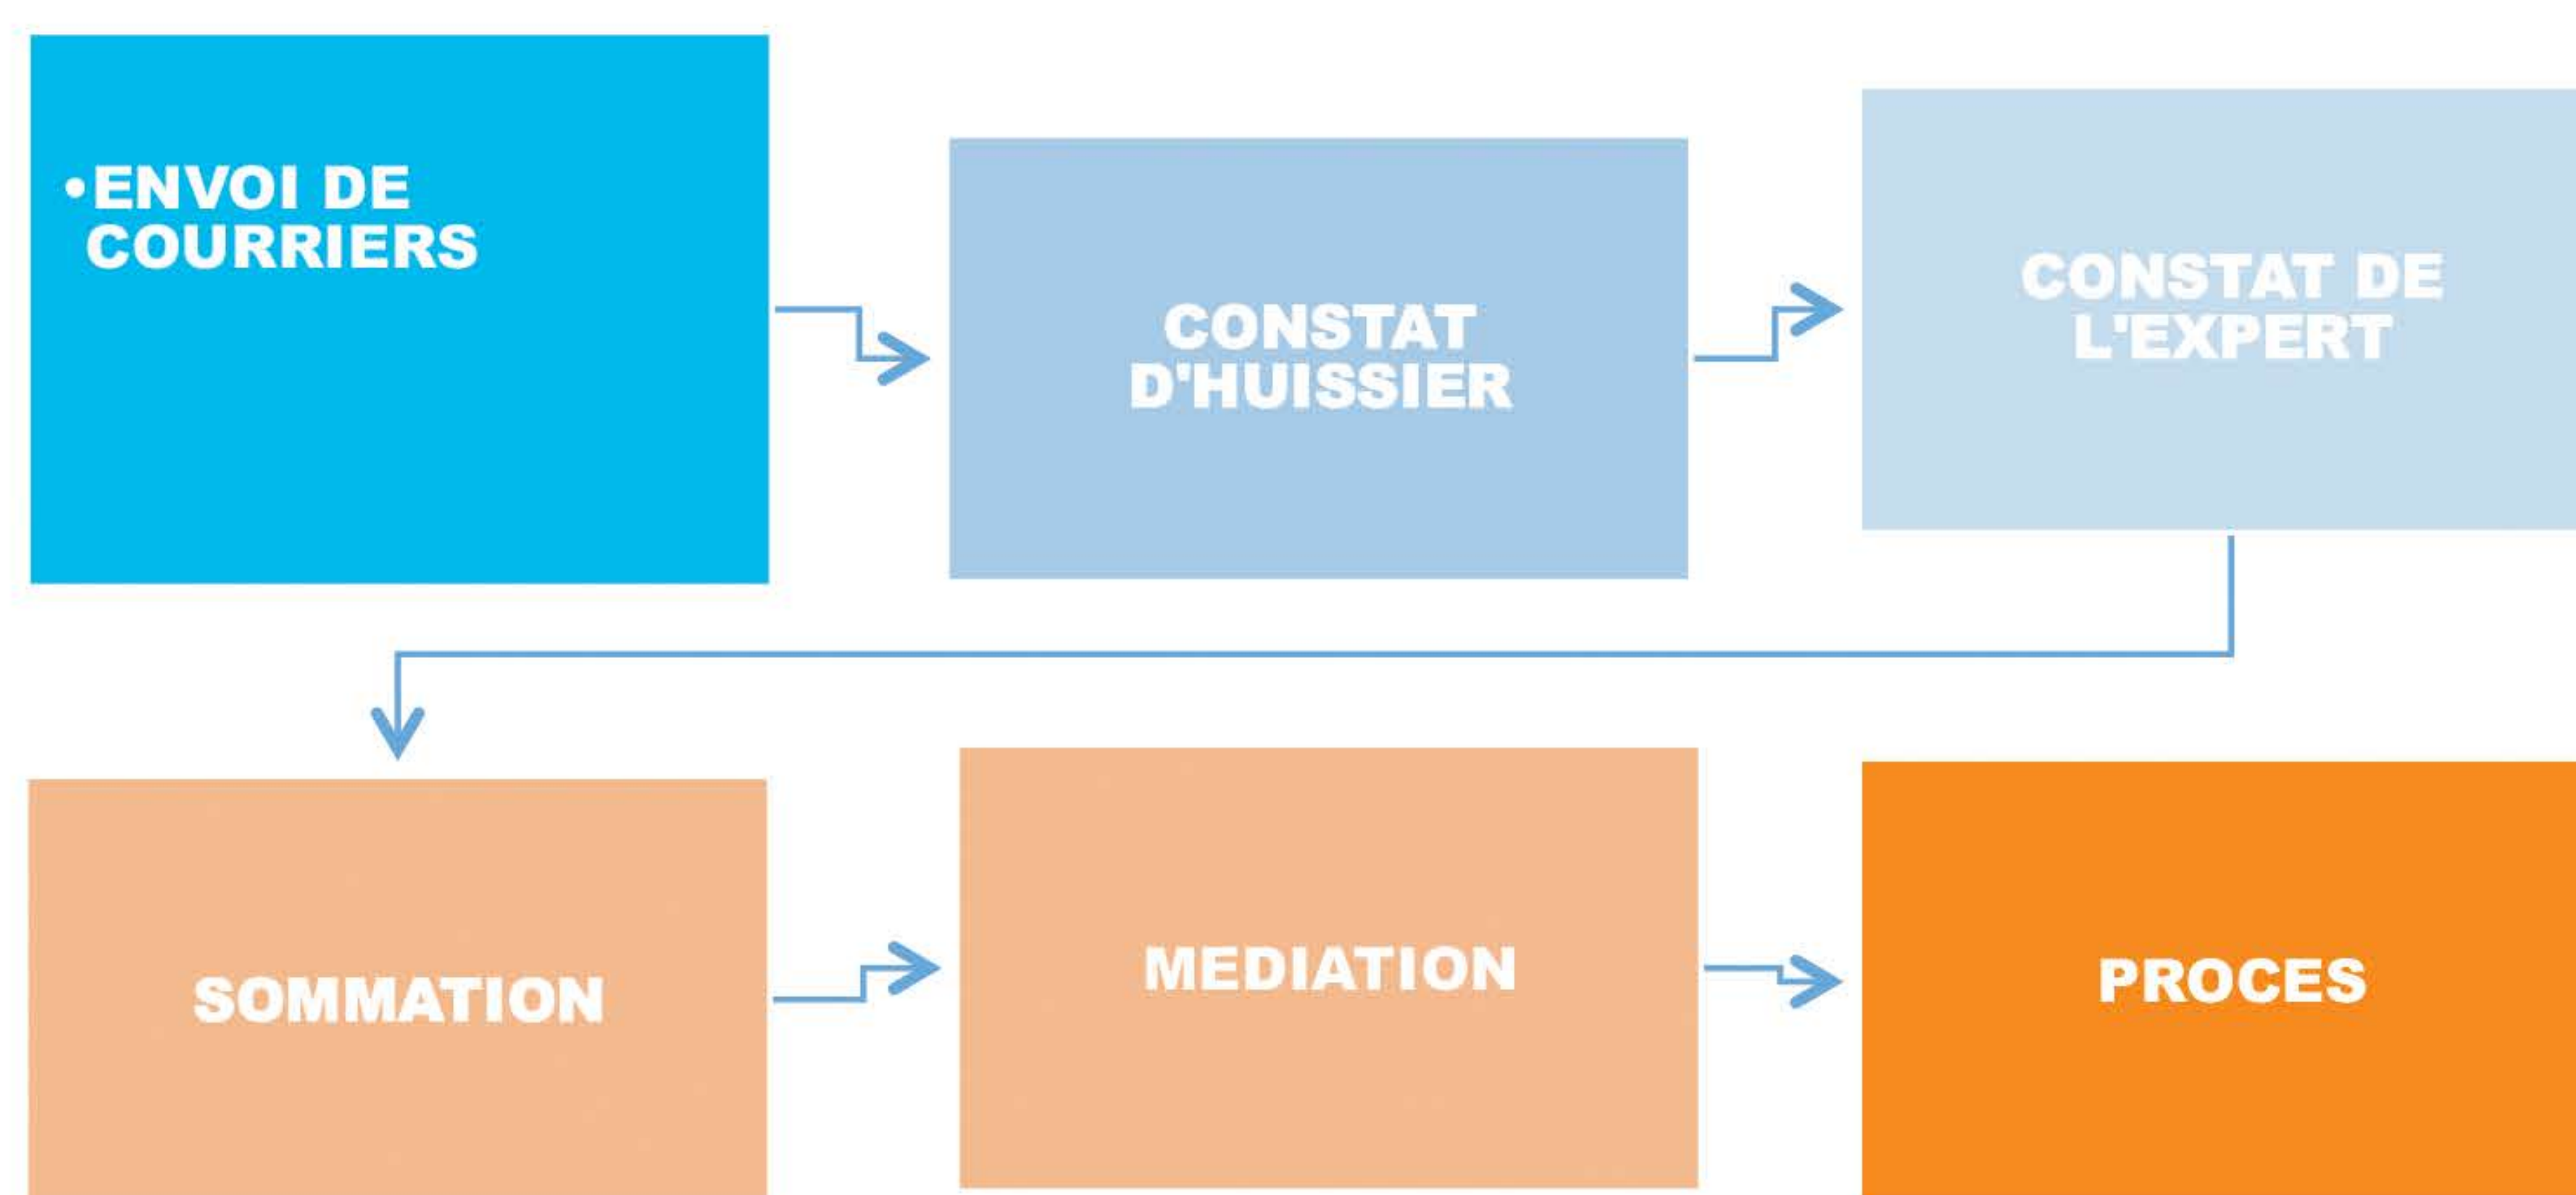 •ENVOI DE
COURRIERS
CONSTAT
D'HUISSIER
CONSTAT DE
L'EXPERT
SOMMATION
MEDIATION
PROCES